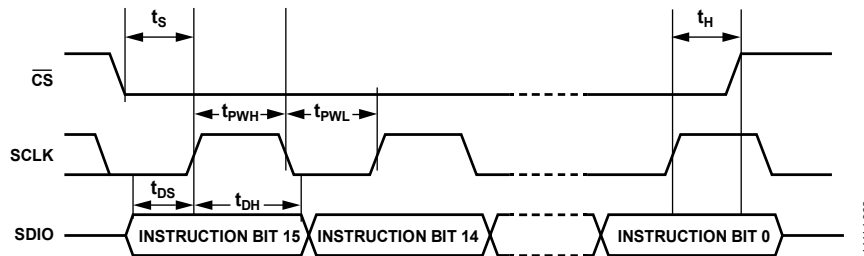 tS
tH
CS
tPWH
tPWL
SCLK
tDS
tDH
SDIO
INSTRUCTION BIT 15
INSTRUCTION BIT 14
INSTRUCTION BIT 0